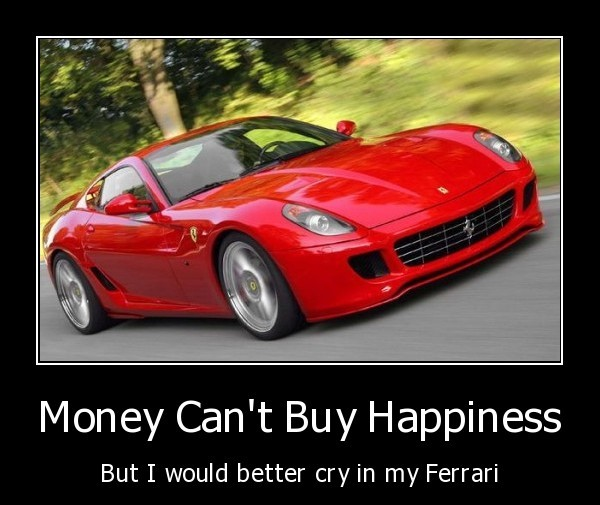 Money Can't Buy Happiness
But I would better cry in my Ferrari